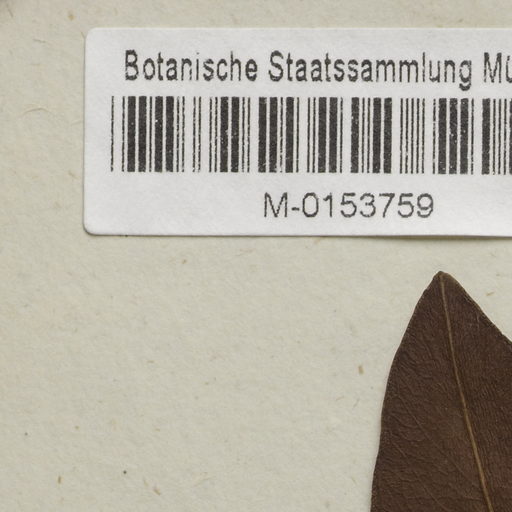 Botanische Staatssammlung Mü
M-0153759